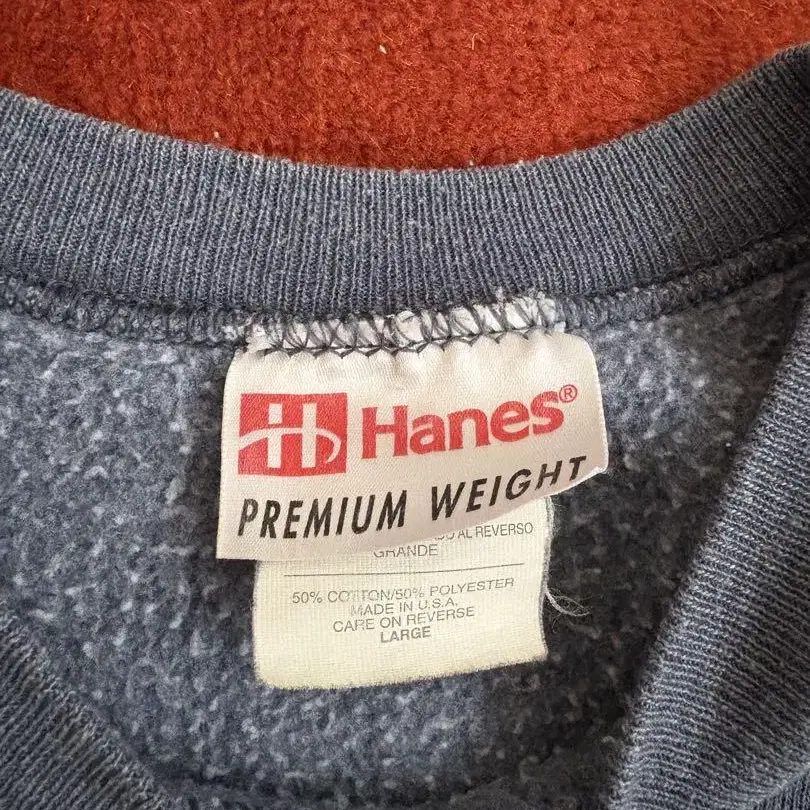 Hanes®
PREMIUM WEIGHT
AL REVERSO
GRANDE
50% COTTON/50% POLYESTER
MADE IN U.S.A.
CARE ON REVERSE
LARGE